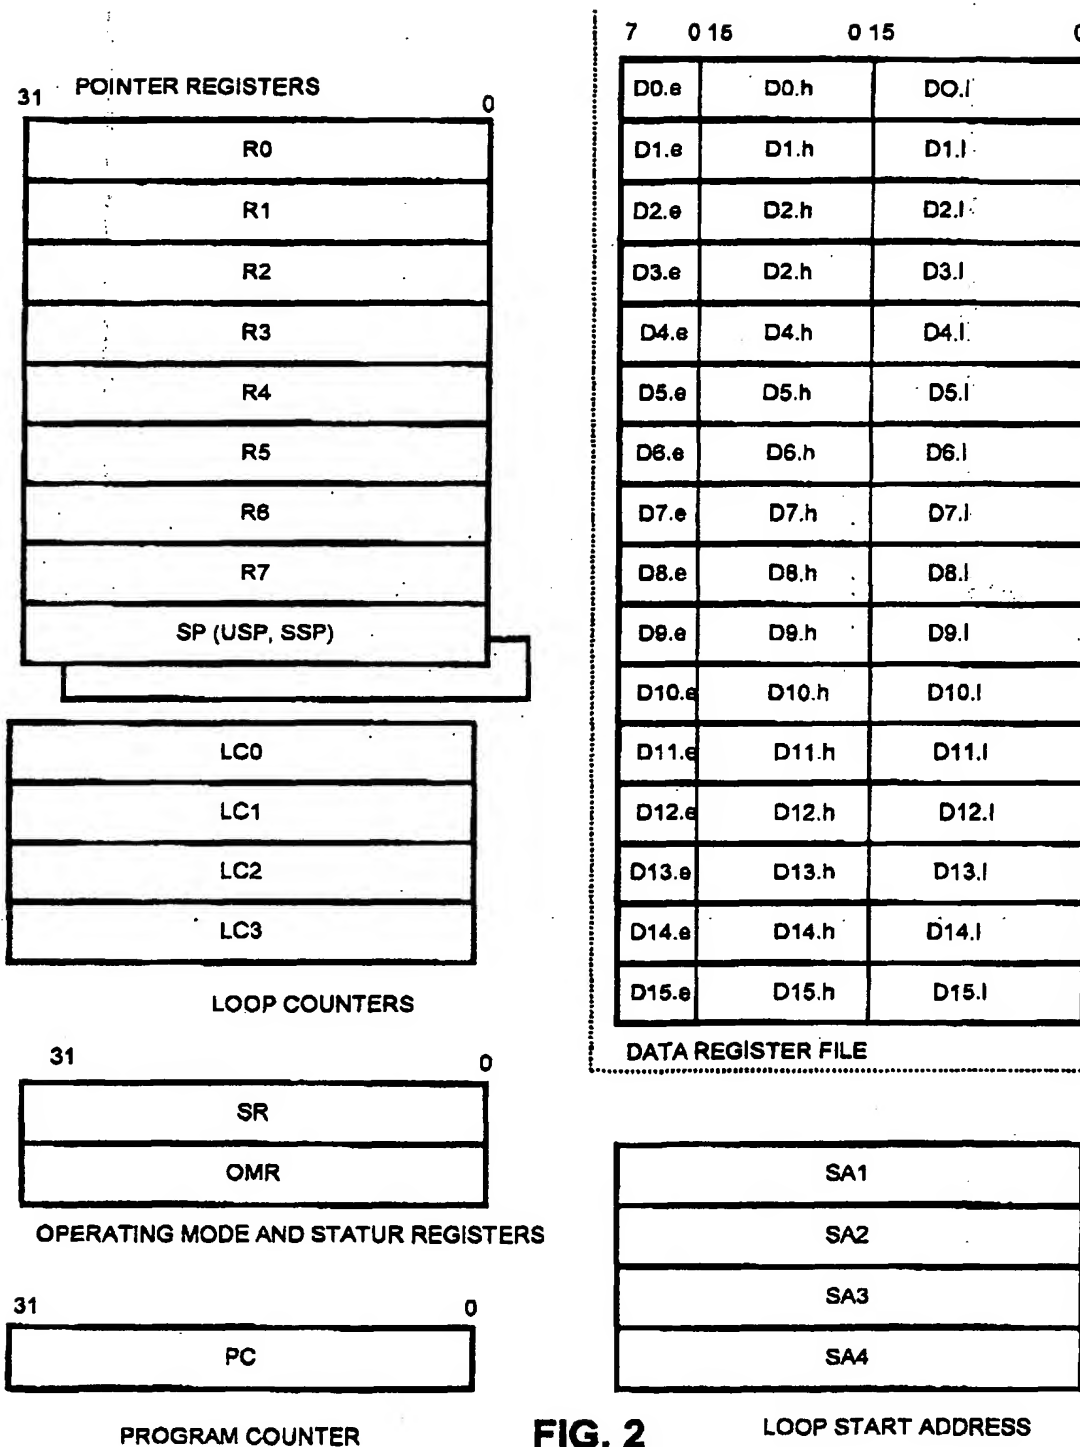 POINTER REGISTERS
31 0
R0
R1
R2
R3
R4
R5
R6
R7
SP (USP, SSP)
LC0
LC1
LC2
LC3
LOOP COUNTERS
31 0
SR
OMR
OPERATING MODE AND STATUR REGISTERS
31 0
PC
PROGRAM COUNTER
7 0 15 0 15 0
D0.e D0.h DO.l
D1.e D1.h D1.l
D2.e D2.h D2.l
D3.e D2.h D3.l
D4.e D4.h D4.l
D5.e D5.h D5.l
D6.e D6.h D6.l
D7.e D7.h D7.l
D8.e D8.h D8.l
D9.e D9.h D9.l
D10.e D10.h D10.l
D11.e D11.h D11.l
D12.e D12.h D12.l
D13.e D13.h D13.l
D14.e D14.h D14.l
D15.e D15.h D15.l
DATA REGISTER FILE
SA1
SA2
SA3
SA4
LOOP START ADDRESS
FIG. 2